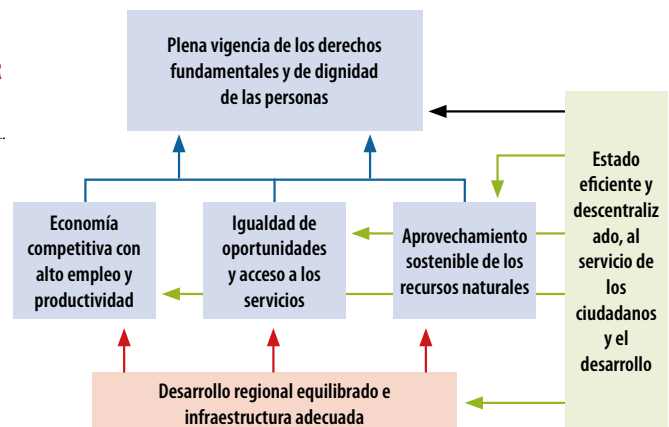 Plena vigencia de los derechos
fundamentales y de dignidad
de las personas
Economía
competitiva con
alto empleo y
productividad
Igualdad de
oportunidades
y acceso a los
servicios
Aprovechamiento
sostenible de los
recursos naturales
Estado
eficiente y
descentraliz
ado, al
servicio de
los
ciudadanos
y el
desarrollo
Desarrollo regional equilibrado e
infraestructura adecuada